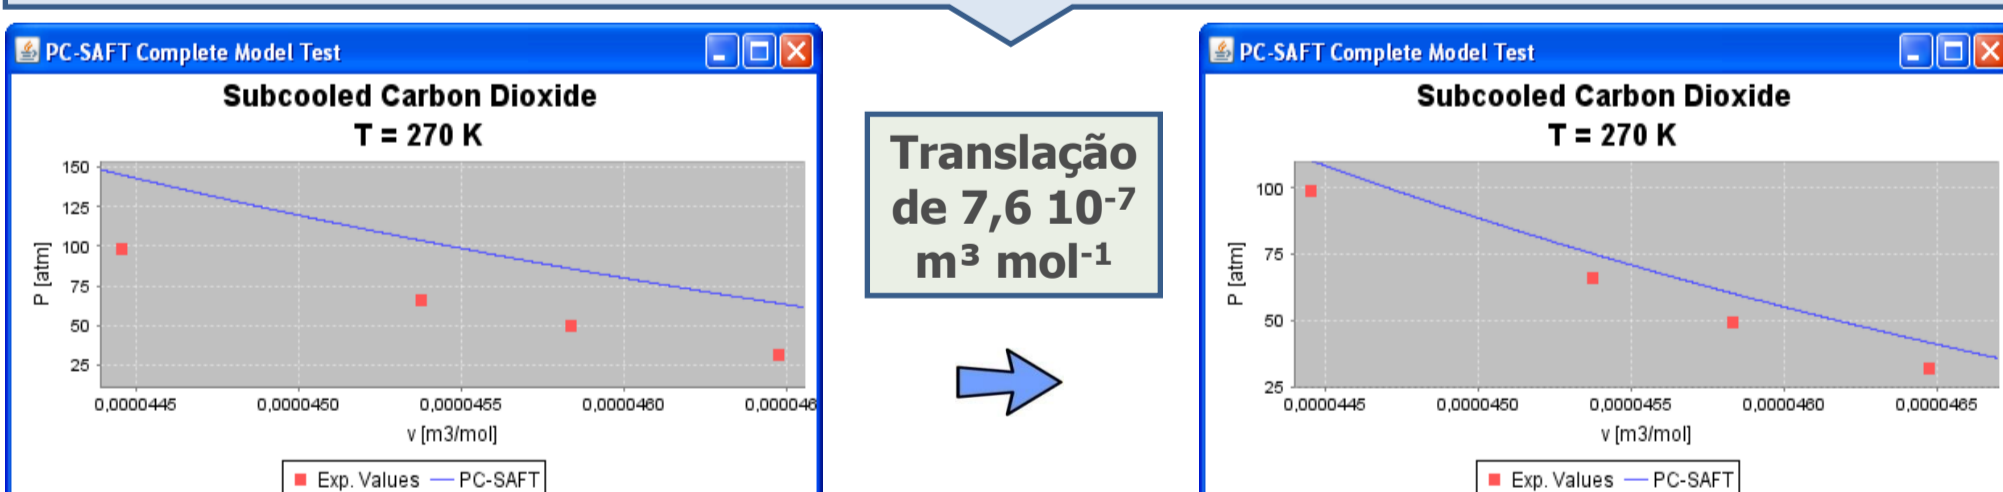 PC-SAFT Complete Model Test
Subcooled Carbon Dioxide
T = 270 K
150
125
100
75
50
25
P [atm]
0,0000445 0,0000450 0,0000455 0,0000460 0,000046
v [m3/mol]
Exp. Values PC-SAFT
Translação
de 7,6 10⁻⁷
m³ mol⁻¹
PC-SAFT Complete Model Test
Subcooled Carbon Dioxide
T = 270 K
100
75
50
25
P [atm]
0,0000445 0,0000450 0,0000455 0,0000460 0,0000465
v [m3/mol]
Exp. Values PC-SAFT